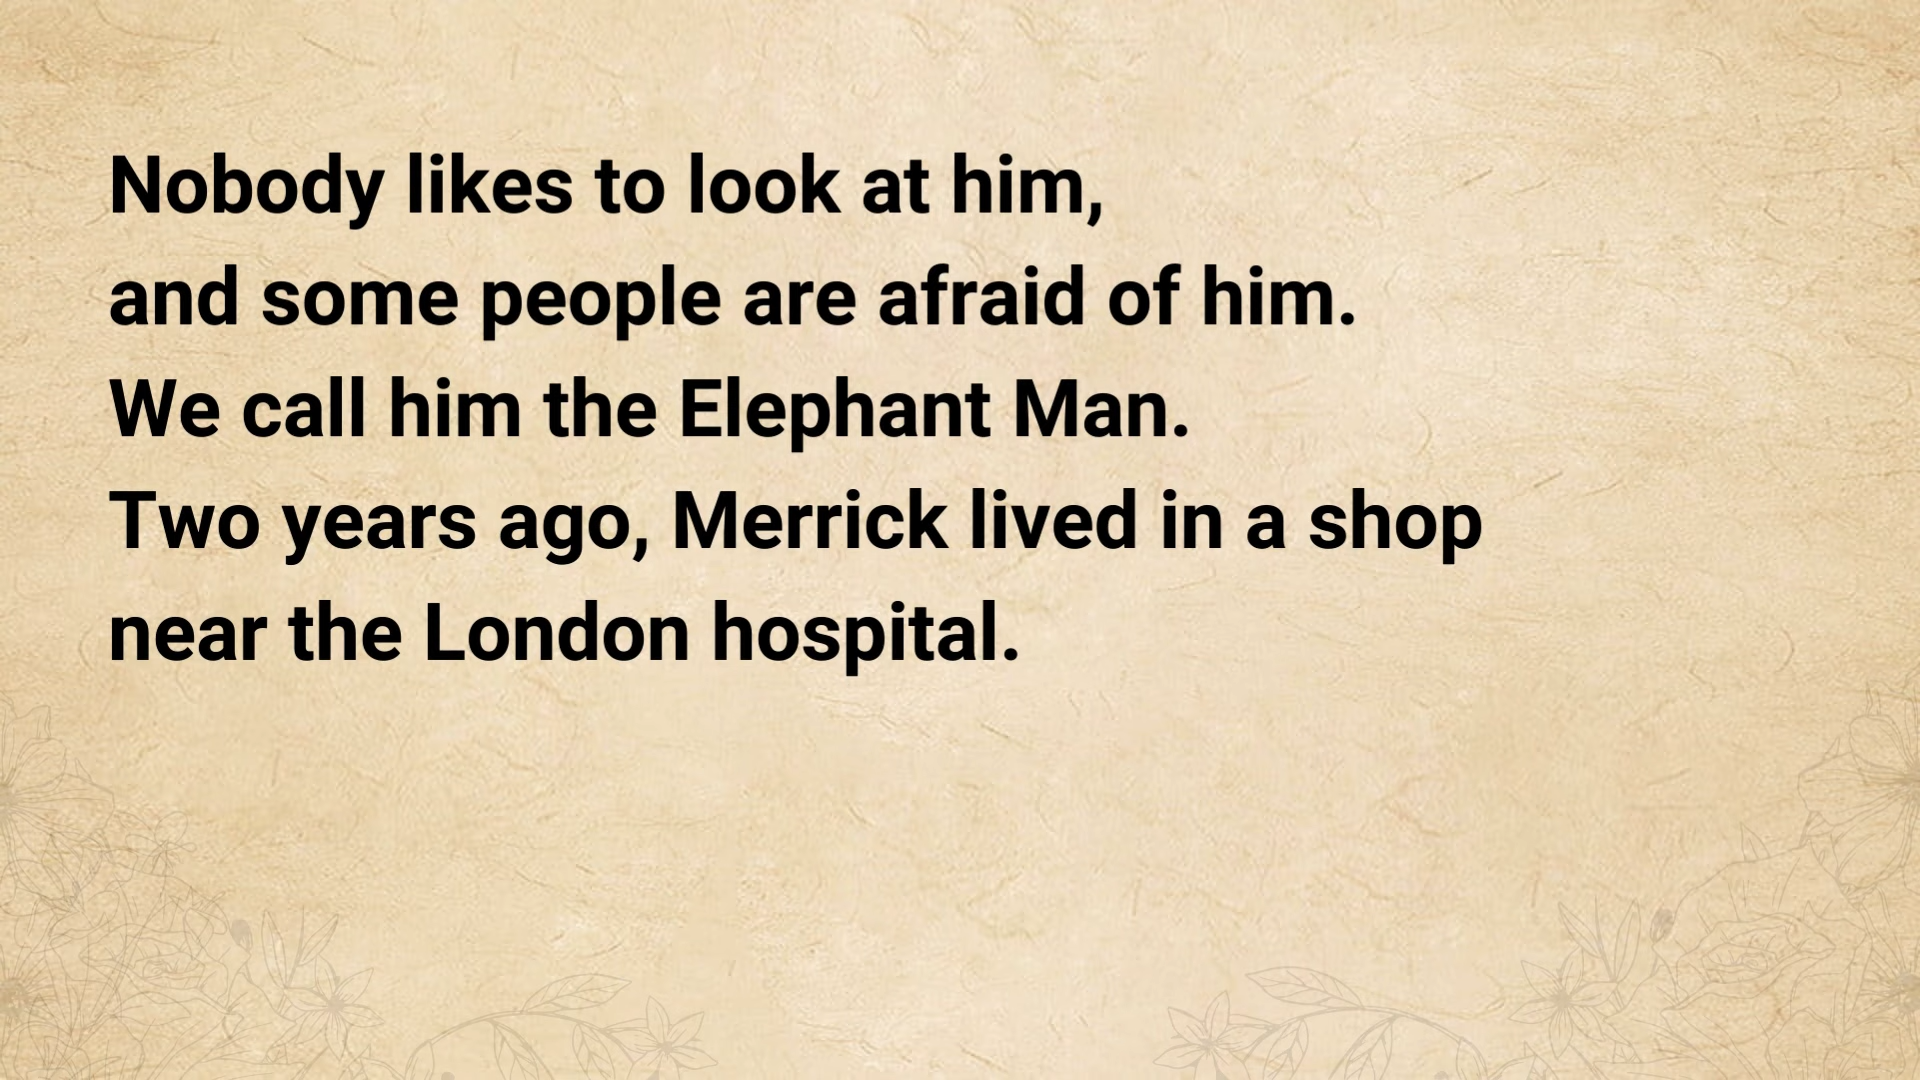 Nobody likes to look at him,
and some people are afraid of him.
We call him the Elephant Man.
Two years ago, Merrick lived in a shop
near the London hospital.